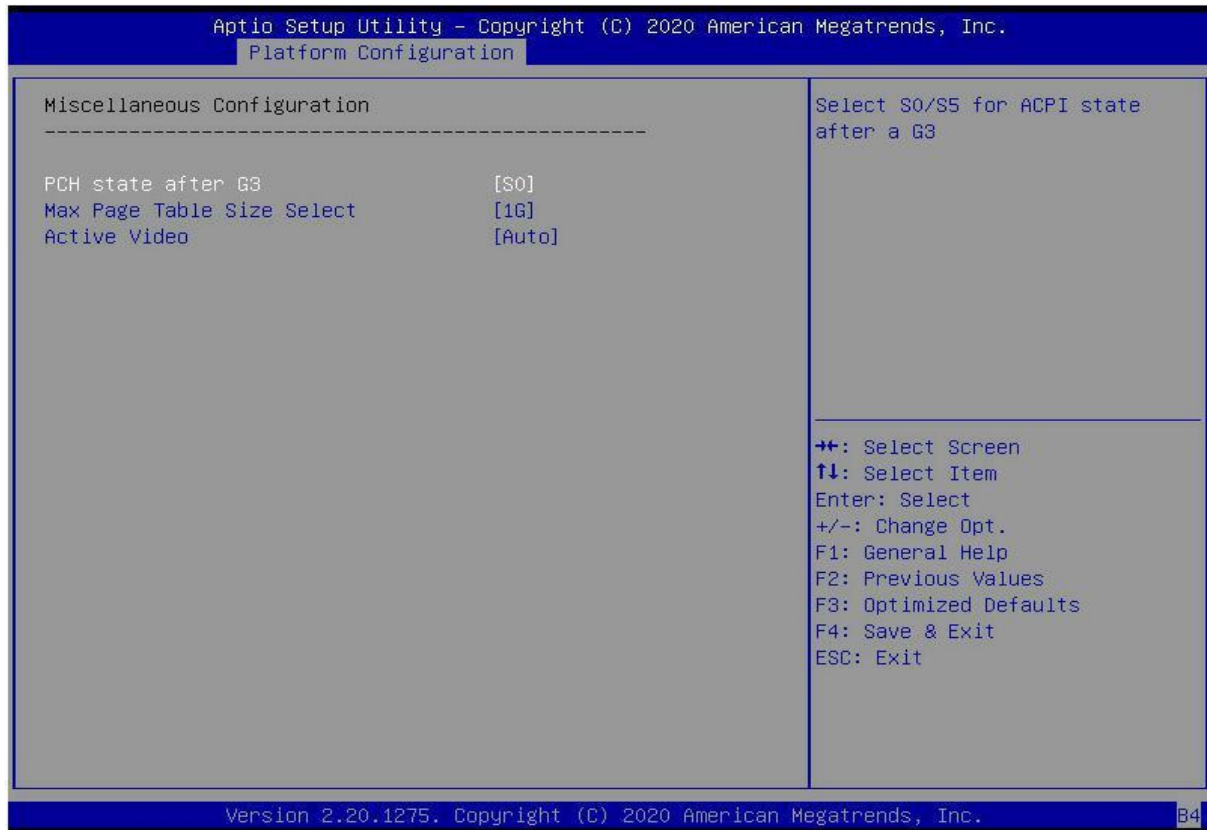 Aptio Setup Utility – Copyright (C) 2020 American Megatrends, Inc.
Platform Configuration
Miscellaneous Configuration
--------------------------------------------------
PCH state after G3 [S0]
Max Page Table Size Select [1G]
Active Video [Auto]
Select S0/S5 for ACPI state
after a G3
→←: Select Screen
↑↓: Select Item
Enter: Select
+/-: Change Opt.
F1: General Help
F2: Previous Values
F3: Optimized Defaults
F4: Save & Exit
ESC: Exit
Version 2.20.1275. Copyright (C) 2020 American Megatrends, Inc.
B4